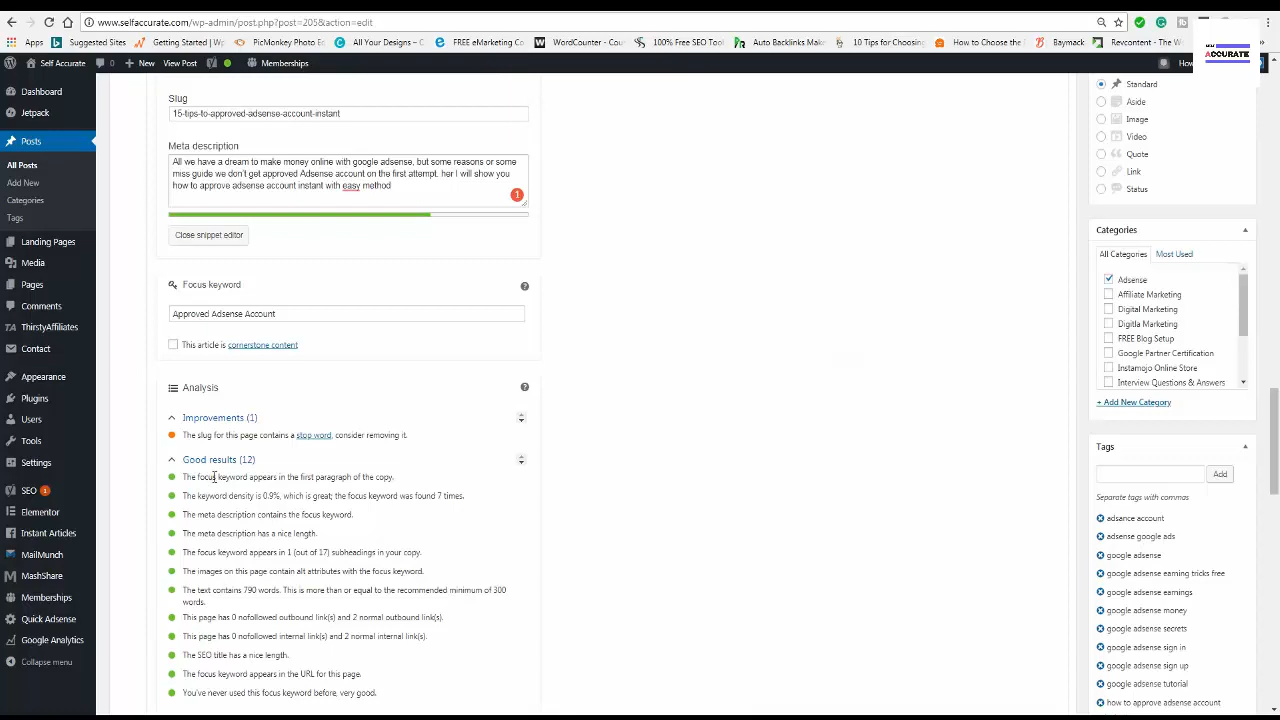 www.selfaccurate.com/wp-admin/post.php?post=205&action=edit
Apps Suggested Sites Getting Started | W PicMonkey Photo Ed All Your Designs – C FREE eMarketing Co WordCounter - Cou 100% FREE SEO Tool Auto Backlinks Make 10 Tips for Choosing How to Choose the Baymack Revcontent - The W
ACCURATE
Self Accurate 0 New View Post Memberships How
Dashboard
Jetpack
Posts
All Posts
Add New
Categories
Tags
Landing Pages
Media
Pages
Comments
ThirstyAffiliates
Contact
Appearance
Plugins
Users
Tools
Settings
SEO 1
Elementor
Instant Articles
MailMunch
MashShare
Memberships
Quick Adsense
Google Analytics
Collapse menu
Slug
15-tips-to-approved-adsense-account-instant
Meta description
All we have a dream to make money online with google adsense, but some reasons or some
miss guide we don't get approved Adsense account on the first attempt. her I will show you
how to approve adsense account instant with easy method
1
Close snippet editor
Focus keyword
Approved Adsense Account
This article is cornerstone content
Analysis
Improvements (1)
The slug for this page contains a stop word, consider removing it.
Good results (12)
The focus keyword appears in the first paragraph of the copy.
The keyword density is 0.9%, which is great; the focus keyword was found 7 times.
The meta description contains the focus keyword.
The meta description has a nice length.
The focus keyword appears in 1 (out of 17) subheadings in your copy.
The images on this page contain alt attributes with the focus keyword.
The text contains 790 words. This is more than or equal to the recommended minimum of 300
words.
This page has 0 nofollowed outbound link(s) and 2 normal outbound link(s).
This page has 0 nofollowed internal link(s) and 2 normal internal link(s).
The SEO title has a nice length.
The focus keyword appears in the URL for this page.
You've never used this focus keyword before, very good.
Standard
Aside
Image
Video
Quote
Link
Status
Categories
All Categories Most Used
Adsense
Affiliate Marketing
Digital Marketing
Digitla Marketing
FREE Blog Setup
Google Partner Certification
Instamojo Online Store
Interview Questions & Answers
+ Add New Category
Tags
Add
Separate tags with commas
adsance account
adsense google ads
google adsense
google adsense earning tricks free
google adsense earnings
google adsense money
google adsense secrets
google adsense sign in
google adsense sign up
google adsense tutorial
how to approve adsense account